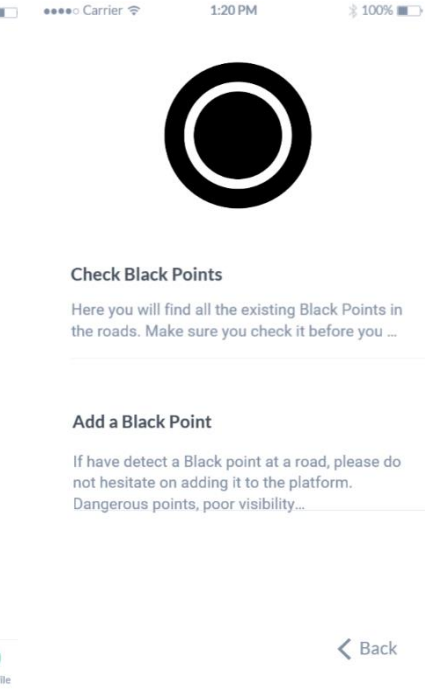 Carrier 1:20 PM 100%
Check Black Points
Here you will find all the existing Black Points in
the roads. Make sure you check it before you ...
Add a Black Point
If have detect a Black point at a road, please do
not hesitate on adding it to the platform.
Dangerous points, poor visibility...
Back